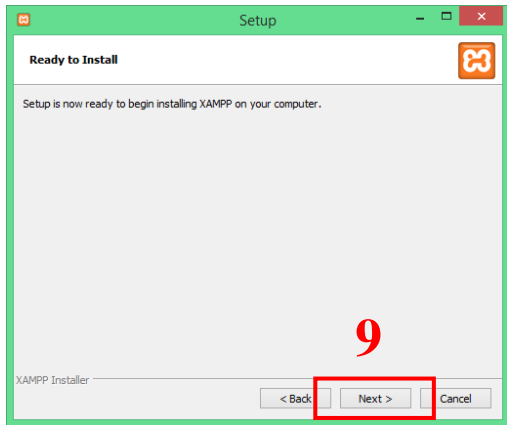 Setup
Ready to Install
Setup is now ready to begin installing XAMPP on your computer.
9
XAMPP Installer
< Back Next > Cancel